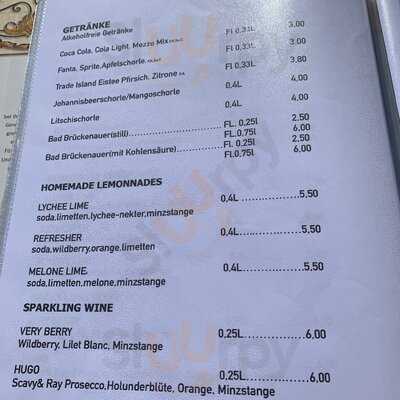 GETRÄNKE
Alkoholfreie Getränke
Coca Cola, Cola Light, Mezzo Mix Fl 0,33L 3,00
Fanta, Sprite, Apfelschorle, Fl 0,33L 3,00
Trade Island Eistee Pfirsich, Zitrone Fl 0,33L 3,80
Johannisbeerschorle/Mangoschorle 0,4L 4,00
Litschischorle 0,4L 4,00
Bad Brückenauer(still)........................ FL. 0,25l 2,50
FL.0,75l 6,00
Bad Brückenauer(mit Kohlensäure)............ Fl. 0,25l 2,50
Fl.0,75L 6,00
HOMEMADE LEMONNADES
LYCHEE LIME 0,4L ..................5,50
soda.limetten.lychee-nekter,minzstange
REFRESHER 0,4L..................5,50
soda,wildberry,orange,limetten
MELONE LIME. 0,4L..................5,50
soda,limetten,melone,minzstange
SPARKLING WINE
VERY BERRY 0,25L..................6,00
Wildberry, Lilet Blanc, Minzstange
HUGO 0,25L..................6,00
Scavy& Ray Prosecco,Holunderblüte, Orange, Minzstange